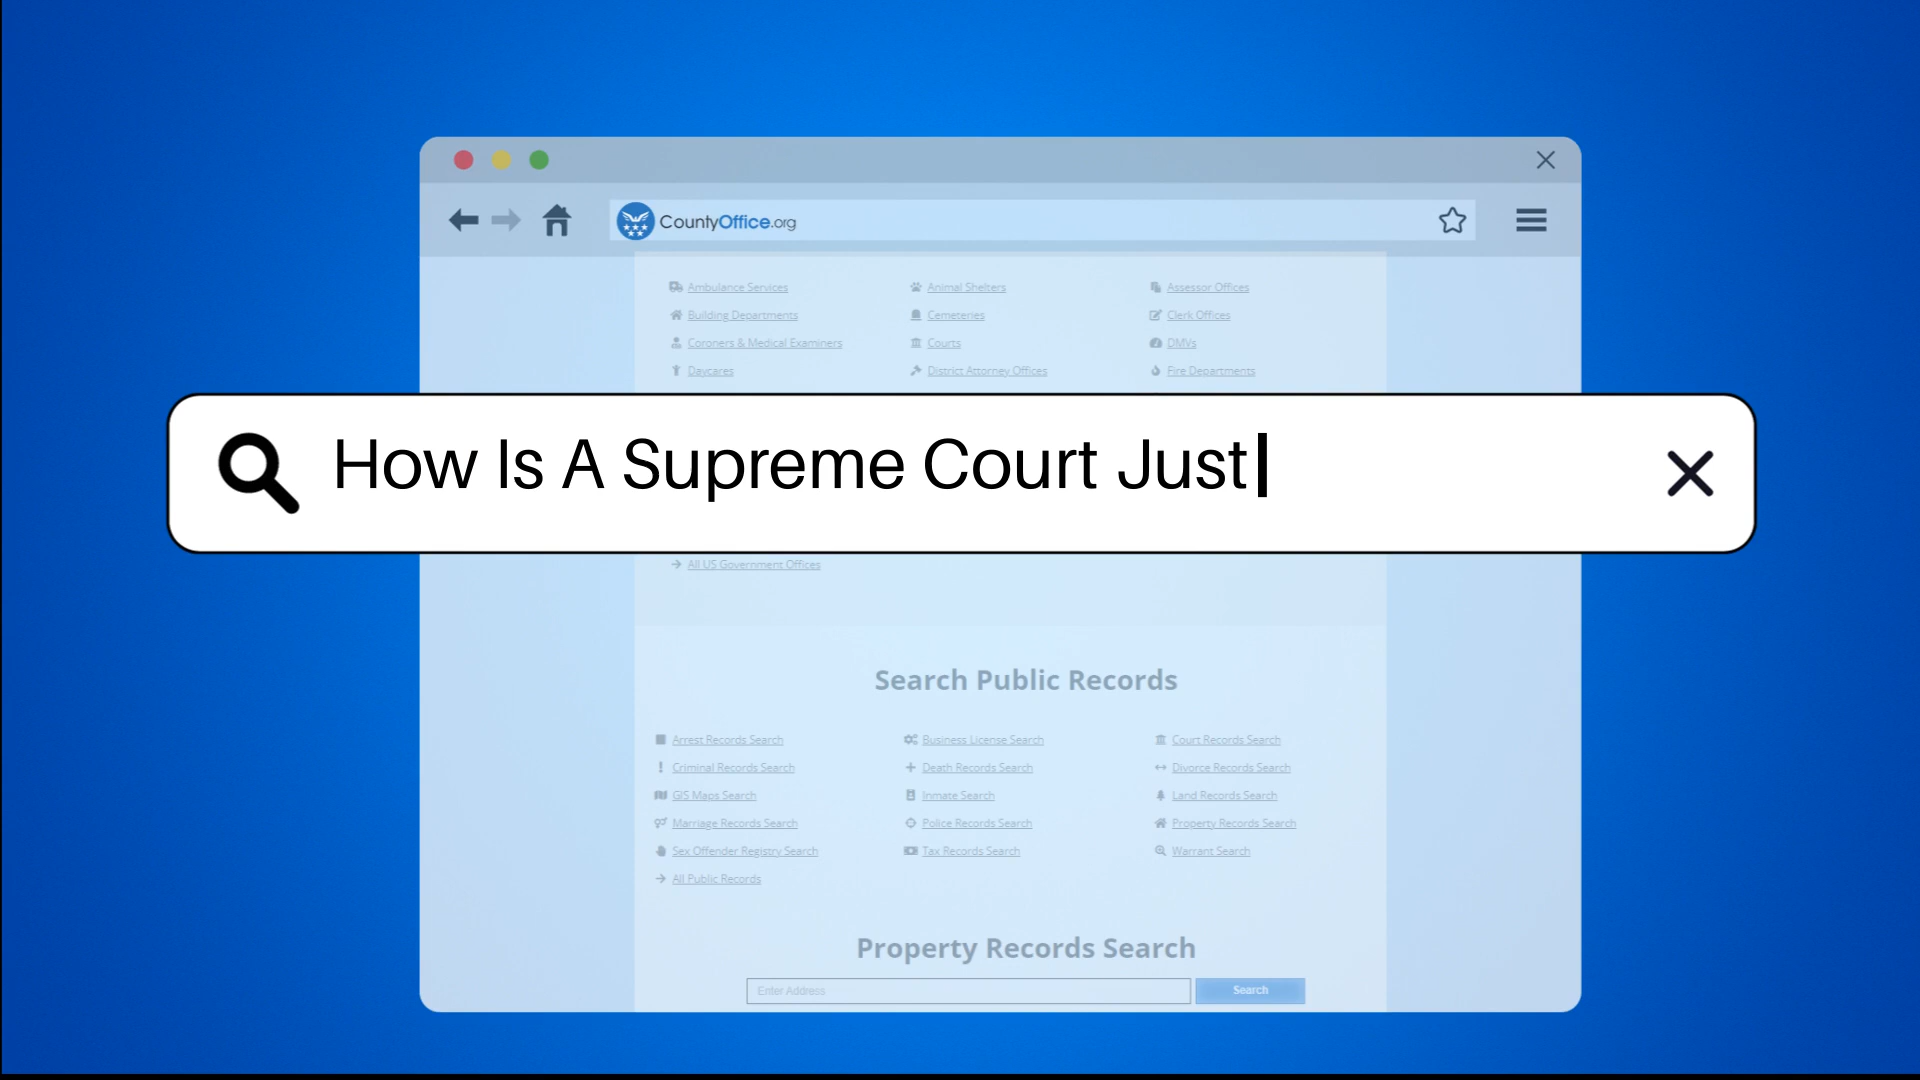 CountyOffice.org
Ambulance Services Animal Shelters Assessor Offices
Building Departments Cemeteries Clerk Offices
Coroners & Medical Examiners Courts DMVs
Daycares District Attorney Offices Fire Departments
How Is A Supreme Court Just
All US Government Offices
Search Public Records
Arrest Records Search Business License Search Court Records Search
Criminal Records Search Death Records Search Divorce Records Search
GIS Maps Search Inmate Search Land Records Search
Marriage Records Search Police Records Search Property Records Search
Sex Offender Registry Search Tax Records Search Warrant Search
All Public Records
Property Records Search
Enter Address Search